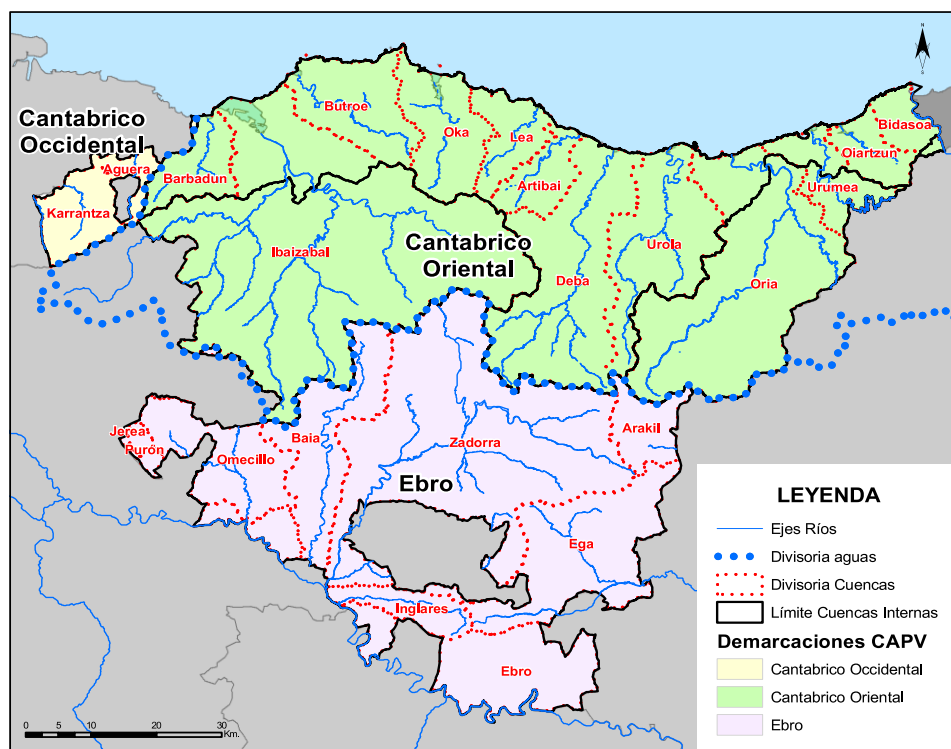 N
S
Cantabrico
Occidental
Aguera
Karrantza
Barbadun
Butroe
Oka
Lea
Artibai
Bidasoa
Oiartzun
Urumea
Ibaizabal
Cantabrico
Oriental
Deba
Urola
Oria
Jerea
Purón
Omecillo
Baia
Zadorra
Arakil
Ebro
Ega
Inglares
Ebro
LEYENDA
Ejes Ríos
Divisoria aguas
Divisoria Cuencas
Límite Cuencas Internas
Demarcaciones CAPV
Cantabrico Occidental
Cantabrico Oriental
Ebro
0 5 10 20 30
Km.